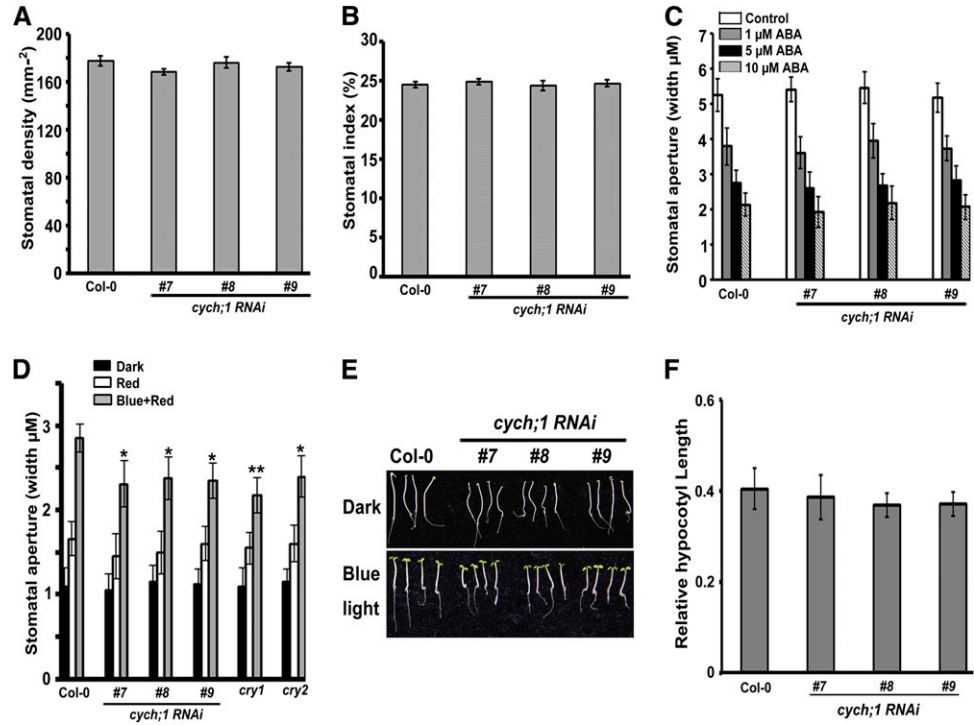 A
Stomatal density (mm⁻²)
200
160
120
80
40
0
Col-0
#7
#8
#9
cych;1 RNAi
B
Stomatal index (%)
30
25
20
15
10
5
0
Col-0
#7
#8
#9
cych;1 RNAi
C
Control
1 µM ABA
5 µM ABA
10 µM ABA
Stomatal aperture (width µM)
7
6
5
4
3
2
1
0
Col-0
#7
#8
#9
cych;1 RNAi
D
Dark
Red
Blue+Red
Stomatal aperture (width µM)
3
2
1
0
* * * ** *
Col-0
#7
#8
#9
cry1
cry2
cych;1 RNAi
E
cych;1 RNAi
Col-0
#7
#8
#9
Dark
Blue
light
F
Relative hypocotyl Length
0.6
0.4
0.2
0
Col-0
#7
#8
#9
cych;1 RNAi